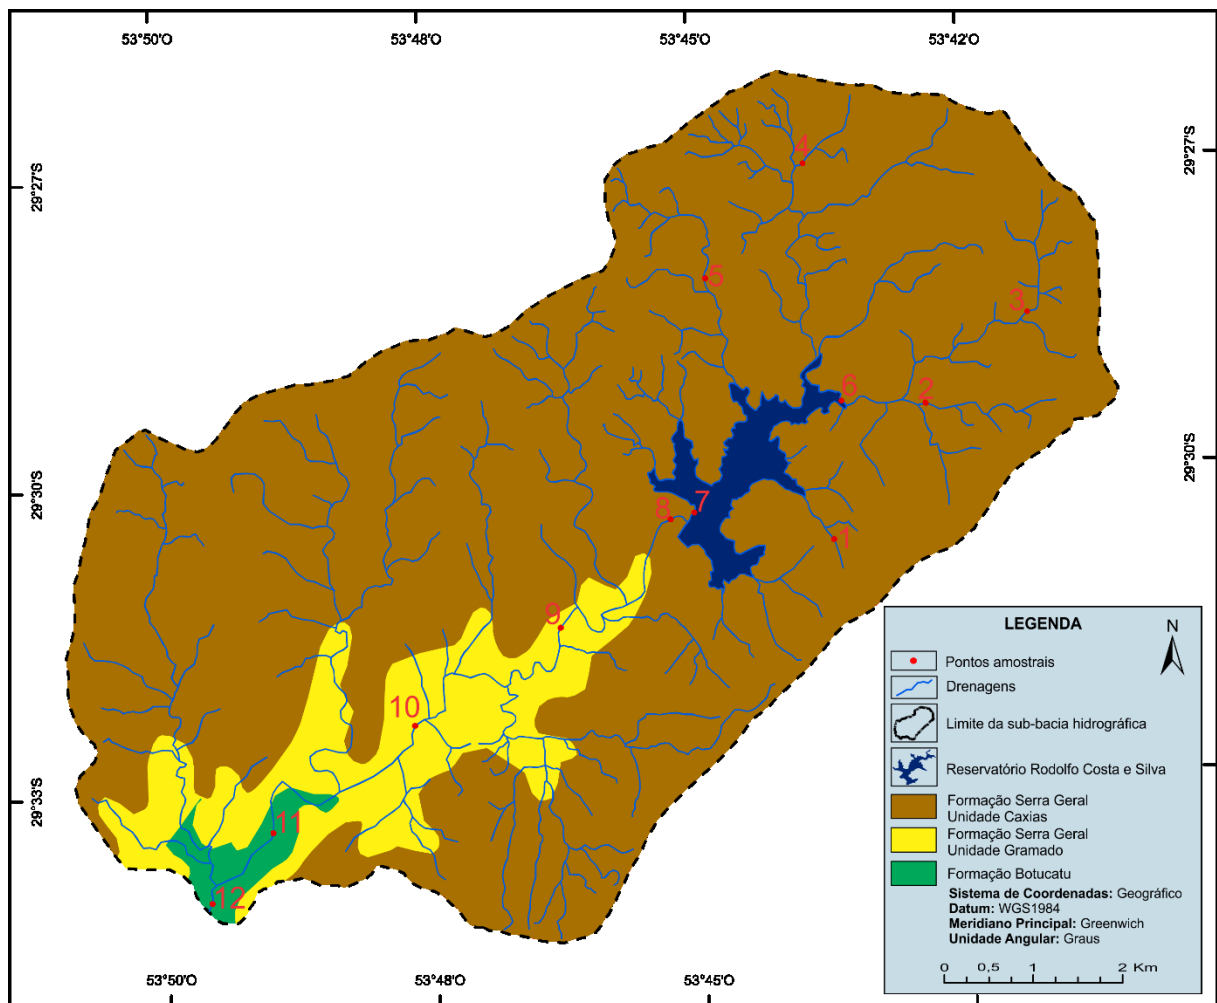 53°50'O 53°48'O 53°45'O 53°42'O
29°27'S
29°27'S
4
5
3
6
2
29°30'S
29°30'S
7
8
1
9
10
29°33'S
11
12
LEGENDA
N
Pontos amostrais
Drenagens
Limite da sub-bacia hidrográfica
Reservatório Rodolfo Costa e Silva
Formação Serra Geral
Unidade Caxias
Formação Serra Geral
Unidade Gramado
Formação Botucatu
Sistema de Coordenadas: Geográfico
Datum: WGS1984
Meridiano Principal: Greenwich
Unidade Angular: Graus
0 0,5 1 2 Km
53°50'O 53°48'O 53°45'O